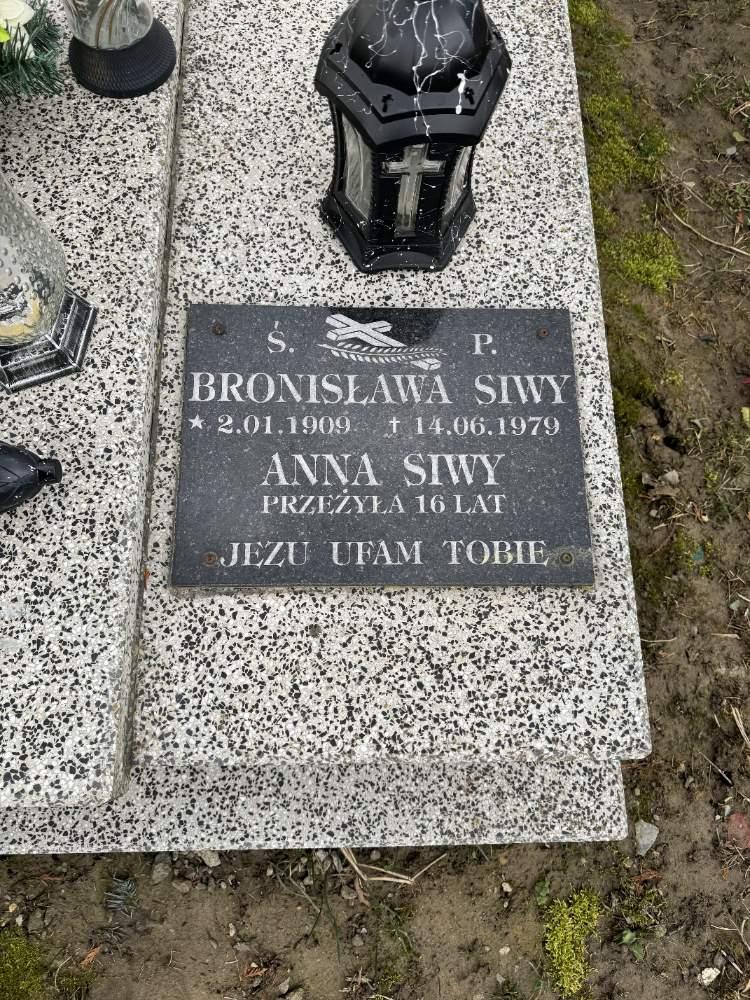 Ś. P.
BRONISŁAWA SIWY
★ 2.01.1909 † 14.06.1979
ANNA SIWY
PRZEŻYŁA 16 LAT
JEZU UFAM TOBIE